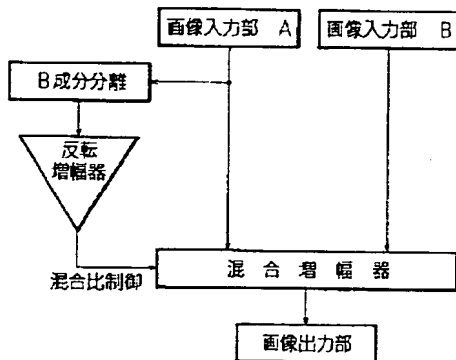 画像入力部 A
画像入力部 B
B成分分離
反転
増幅器
混合比制御
混合増幅器
画像出力部